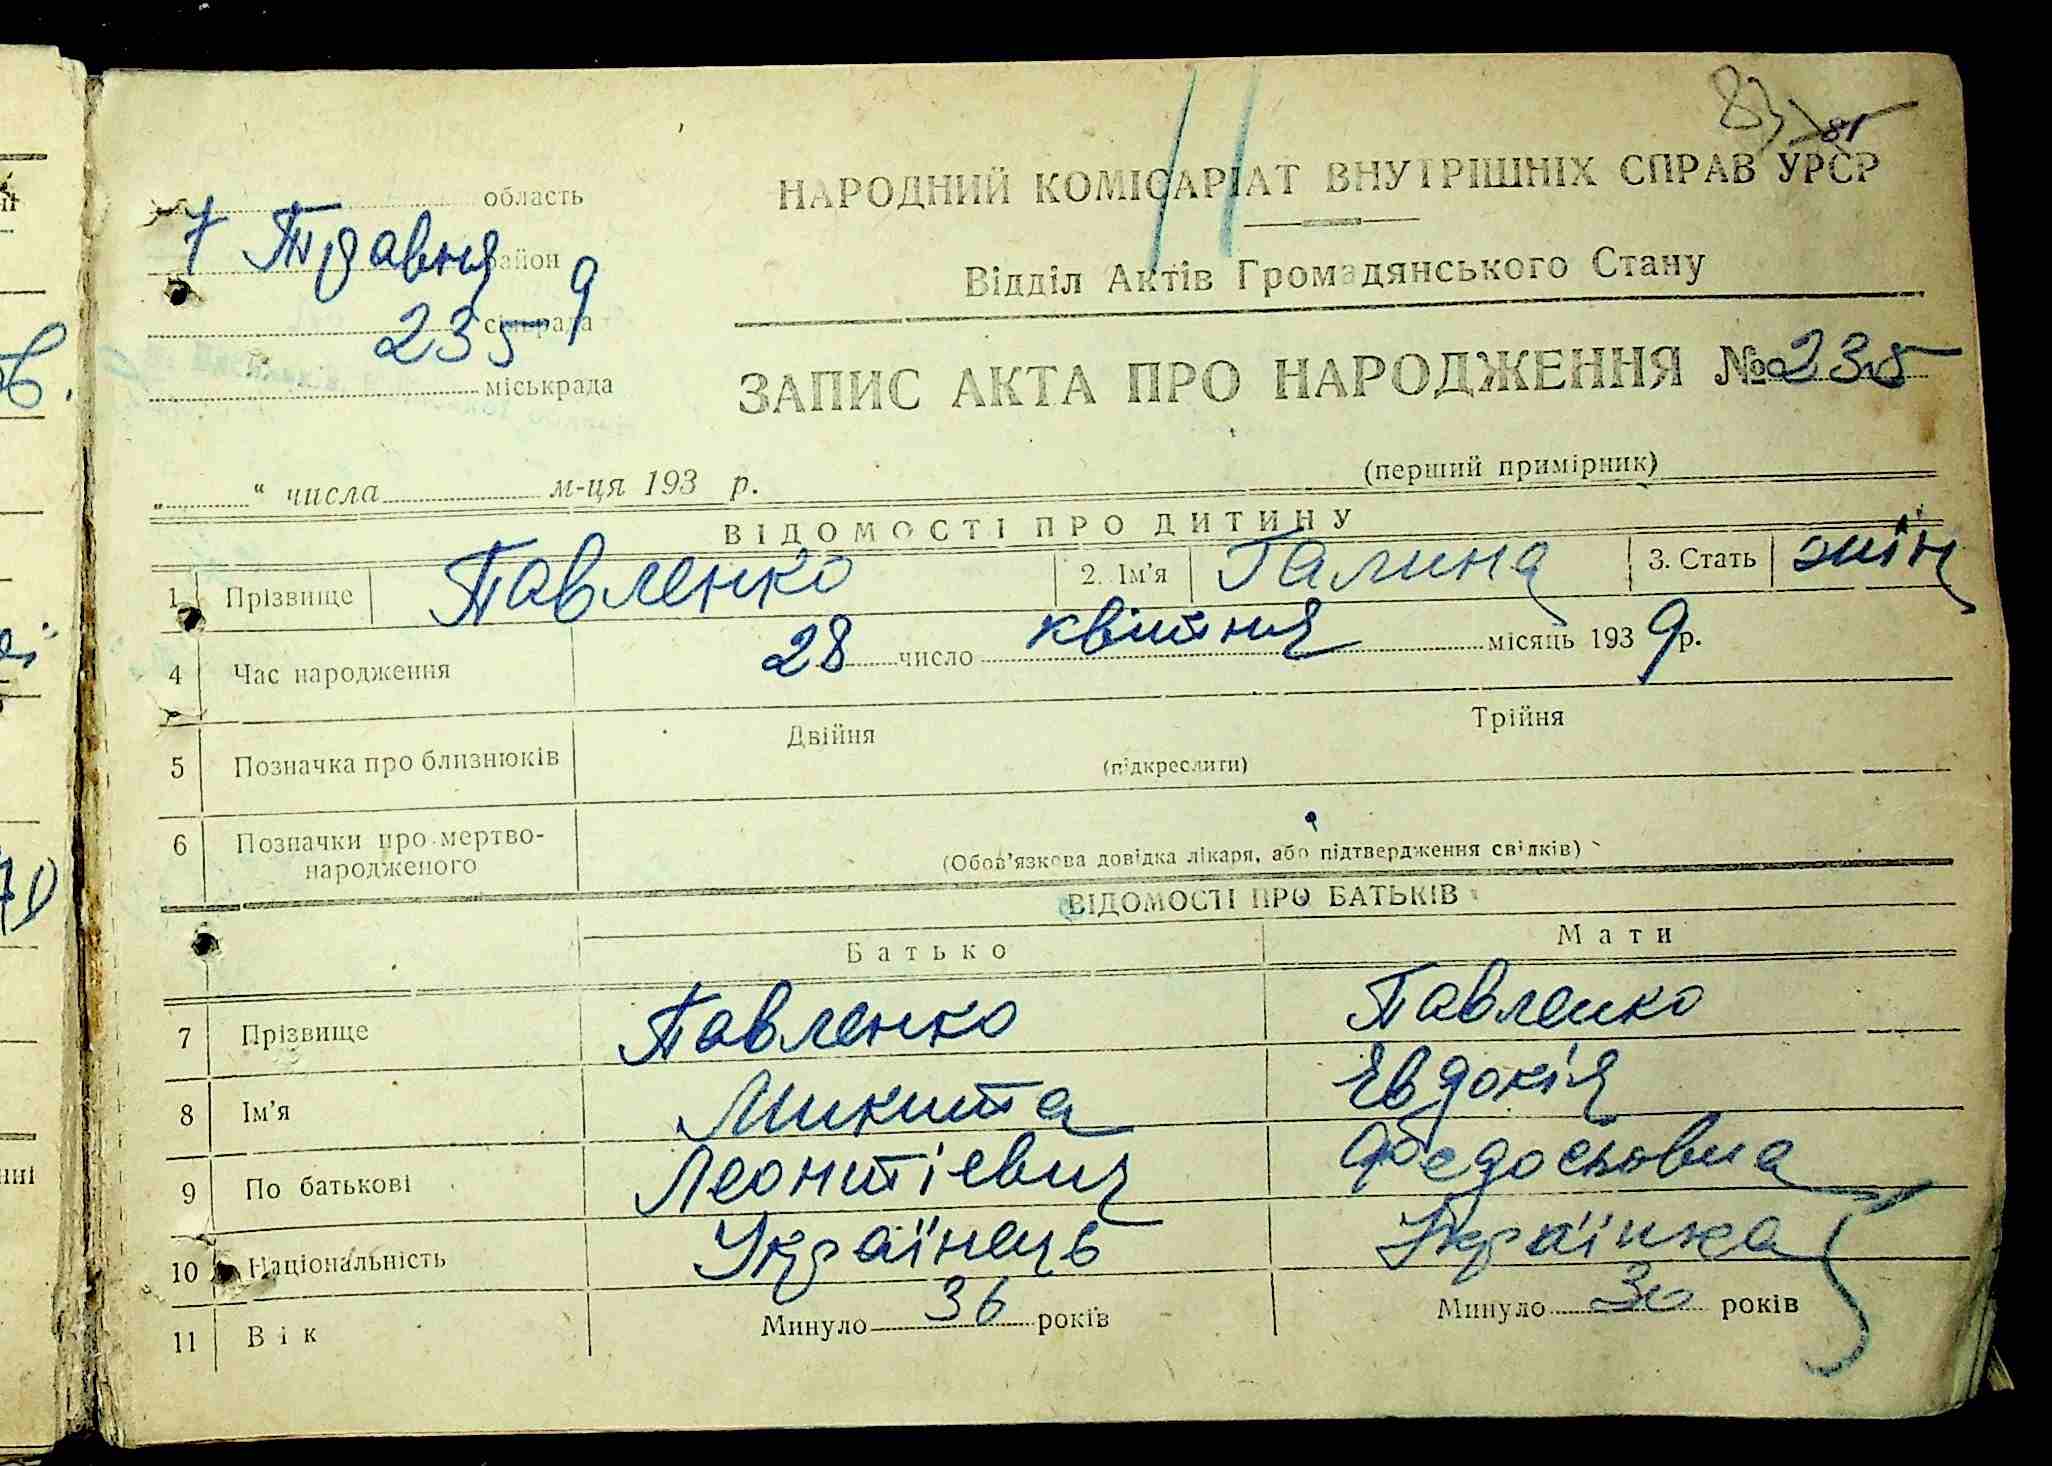 83 81
НАРОДНИЙ КОМІСАРІАТ ВНУТРІШНІХ СПРАВ УРСР
Відділ Актів Громадянського Стану
область
7 Травня район 9
235 сільрада
міськрада
ЗАПИС АКТА ПРО НАРОДЖЕННЯ № 235
(перший примірник)
„ “ числа м-ця 193 р.
ВІДОМОСТІ ПРО ДИТИНУ
1 Прізвище Павленко 2. Ім’я Галина 3. Стать жін
4 Час народження 28 число квітня місяць 1939 р.
5 Позначка про близнюків Двійня Трійня
(підкреслити)
6 Позначки про мертво-
народженого
(Обов’язкова довідка лікаря, або підтвердження свідків)
ВІДОМОСТІ ПРО БАТЬКІВ
Батько Мати
7 Прізвище Павленко Павленко
8 Ім’я Микита Євдокія
9 По батькові Леонтієвич Федосьовна
10 Національність Українець Українка
11 Вік Минуло 36 років Минуло 30 років